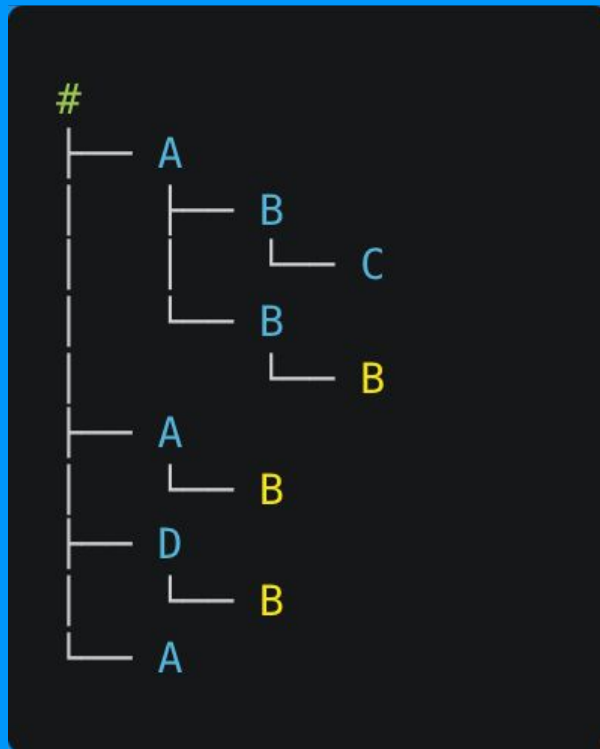 #
├── A
│   ├── B
│   │   └── C
│   └── B
│       └── B
├── A
│   └── B
├── D
│   └── B
└── A